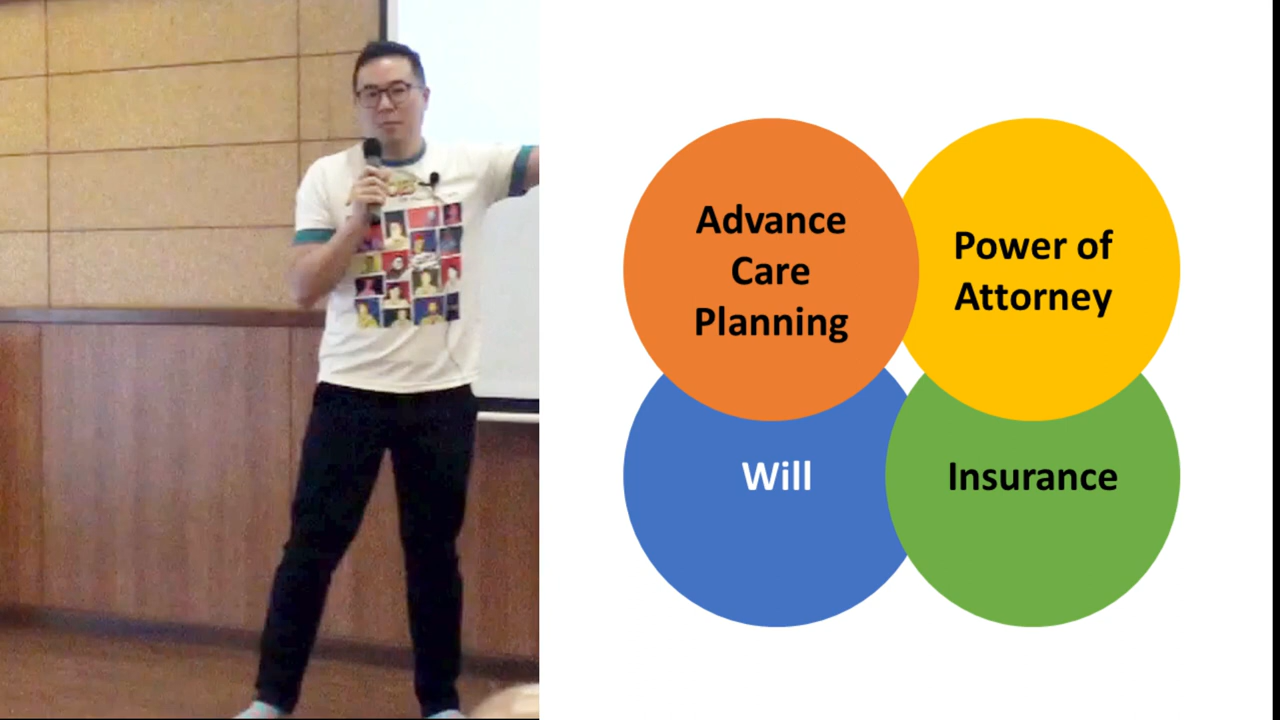 Advance
Care
Planning
Power of
Attorney
Will
Insurance